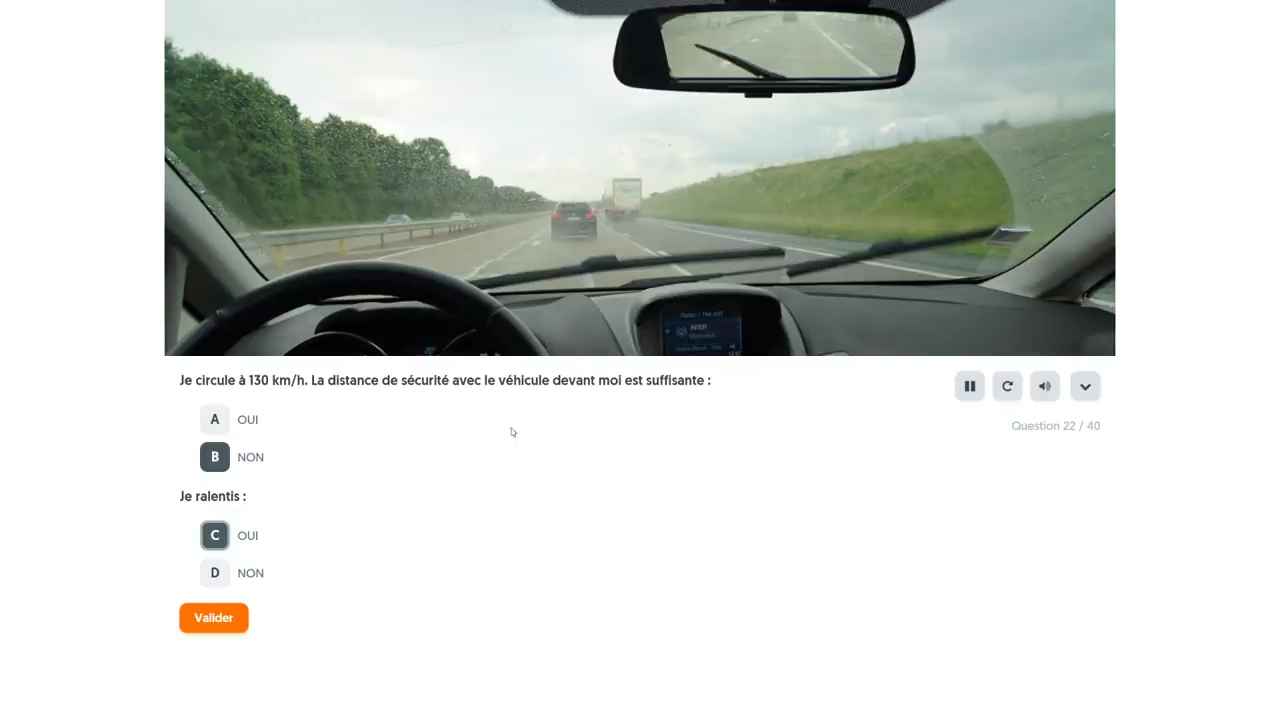 INTER
Je circule à 130 km/h. La distance de sécurité avec le véhicule devant moi est suffisante :
A OUI
B NON
Question 22 / 40
Je ralentis :
C OUI
D NON
Valider